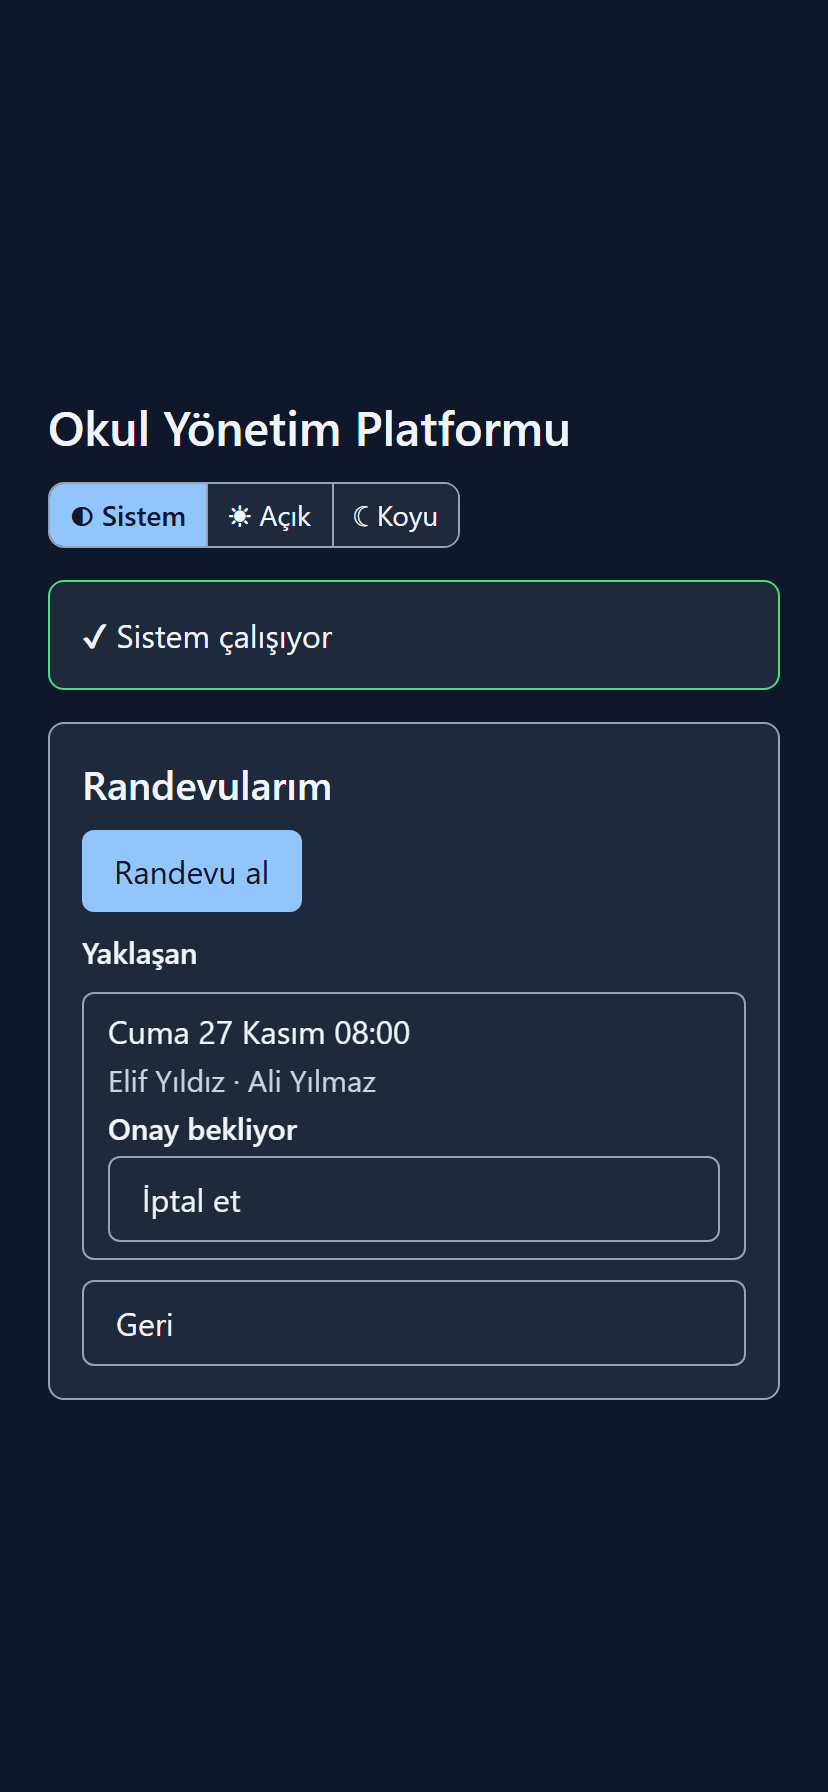 Okul Yönetim Platformu
◐ Sistem ☀ Açık ☾ Koyu
✓ Sistem çalışıyor
Randevularım
Randevu al
Yaklaşan
Cuma 27 Kasım 08:00
Elif Yıldız · Ali Yılmaz
Onay bekliyor
İptal et
Geri